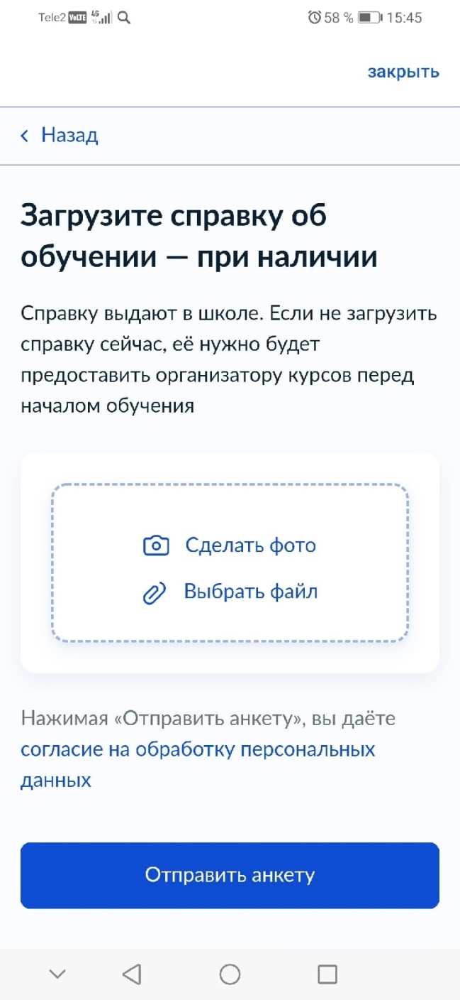 Tele2 VoLTE 4G 58 % 15:45
закрыть
Назад
Загрузите справку об
обучении — при наличии
Справку выдают в школе. Если не загрузить
справку сейчас, её нужно будет
предоставить организатору курсов перед
началом обучения
Сделать фото
Выбрать файл
Нажимая «Отправить анкету», вы даёте
согласие на обработку персональных
данных
Отправить анкету